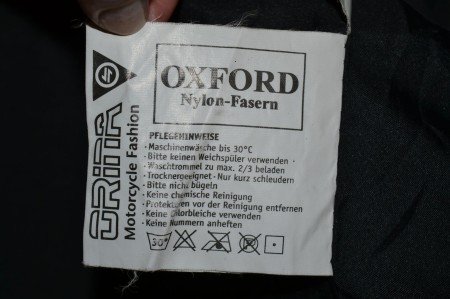 OXFORD
Nylon-Fasern
PFLEGEHINWEISE
· Maschinenwäsche bis 30°C
· Bitte keinen Weichspüler verwenden ·
· Waschtrommel zu max. 2/3 beladen
· Trocknergeeignet · Nur kurz schleudern
· Bitte nicht bügeln
· Keine chemische Reinigung
· Protektoren vor der Reinigung entfernen
· Keine Chlorbleiche verwenden
· Keine Nummern anheften
30°
ORINA
Motorcycle Fashion